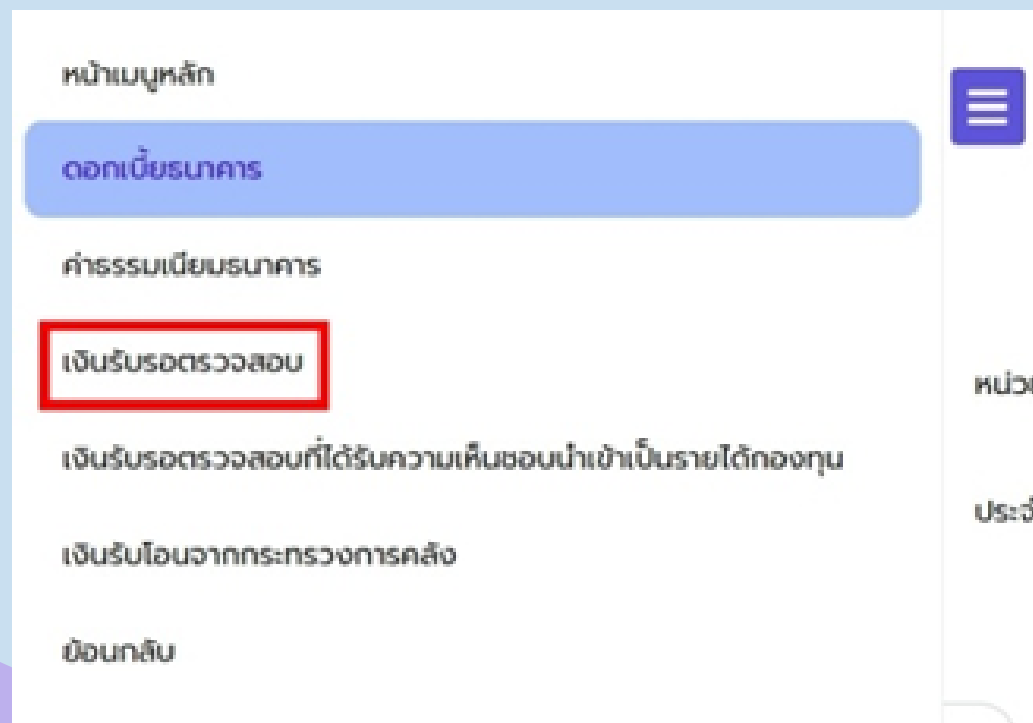 หน้าเมนูหลัก
ดอกเบี้ยธนาคาร
ค่าธรรมเนียมธนาคาร
เงินรับรอตรวจสอบ
เงินรับรอตรวจสอบที่ได้รับความเห็นชอบนำเข้าเป็นรายได้กองทุน
เงินรับโอนจากกระทรวงการคลัง
ย้อนกลับ